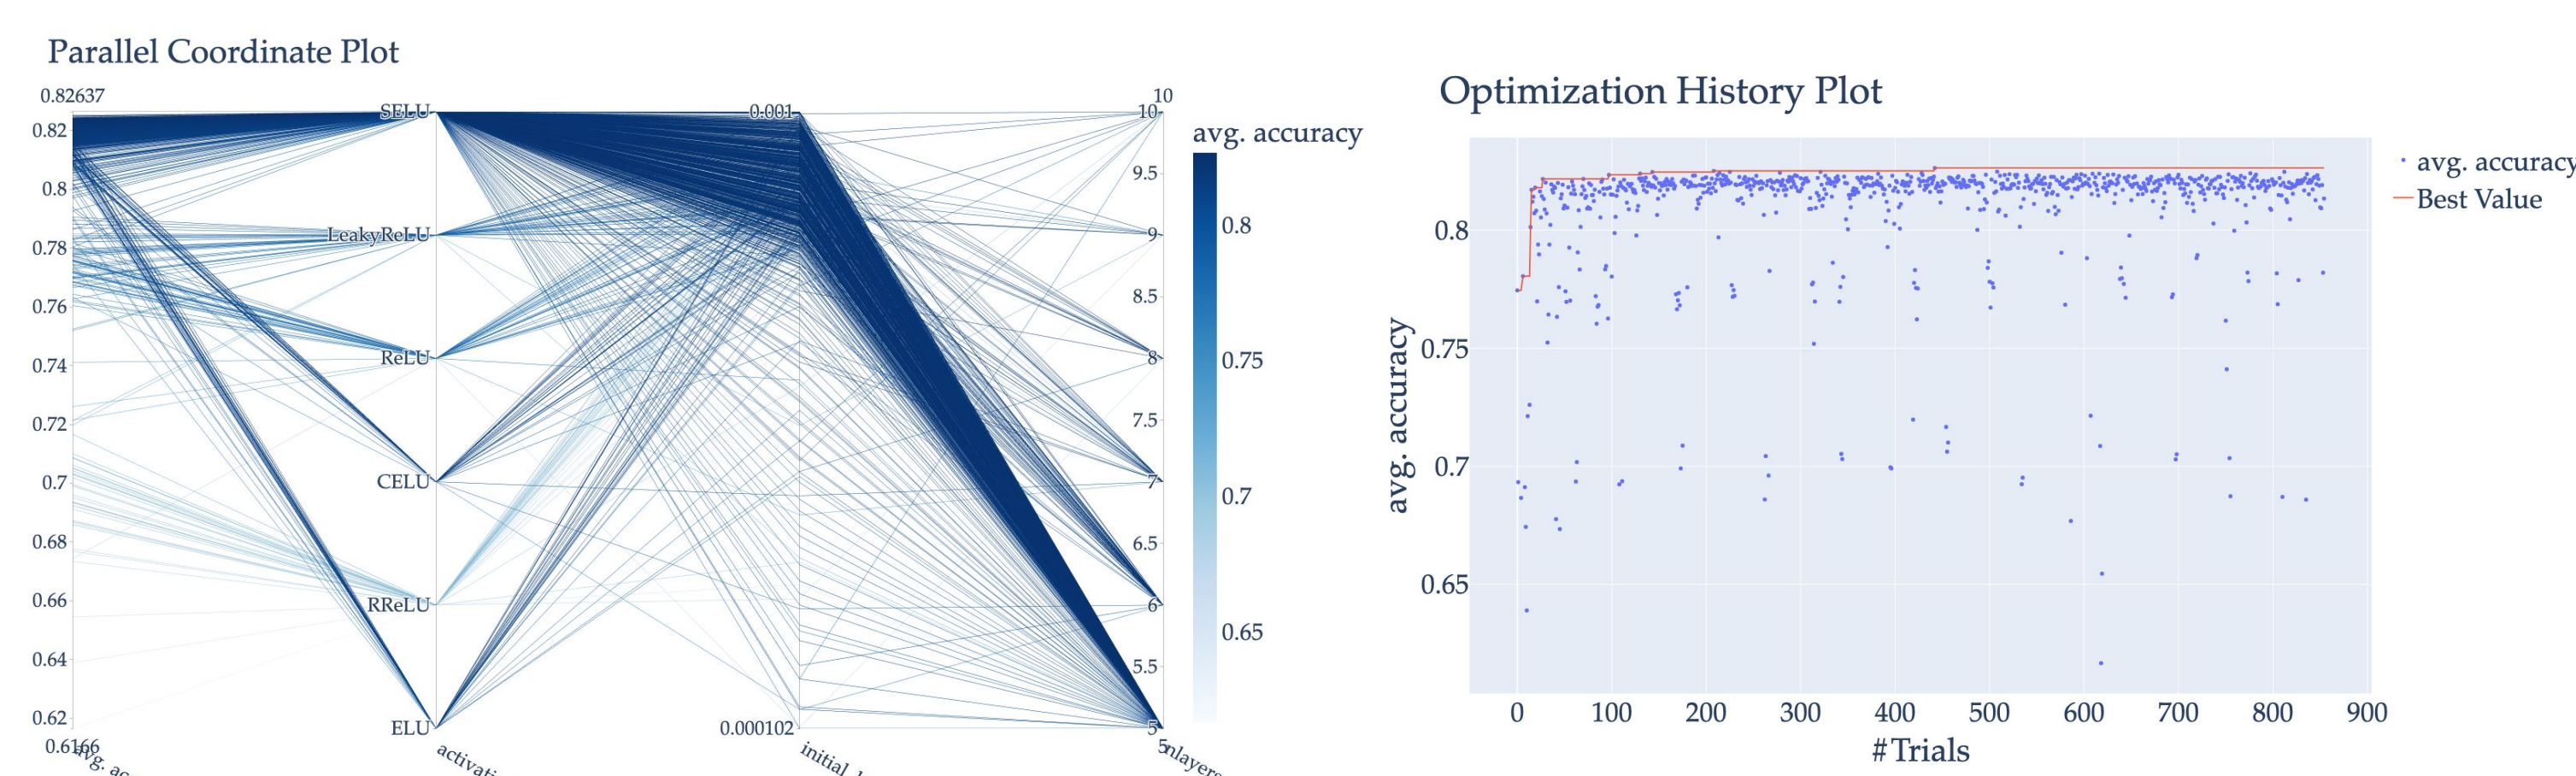 Parallel Coordinate Plot
0.82637
0.82
0.8
0.78
0.76
0.74
0.72
0.7
0.68
0.66
0.64
0.62
0.6166
avg.
SELU
LeakyReLU
ReLU
CELU
RReLU
ELU
0.001
0.000102
10
10
9.5
9
8.5
8
7.5
7
6.5
6
5.5
5
5
nlayers
avg. accuracy
0.8
0.75
0.7
0.65
Optimization History Plot
avg. accuracy
0.8
0.75
0.7
0.65
0 100 200 300 400 500 600 700 800 900
#Trials
avg. accuracy
Best Value